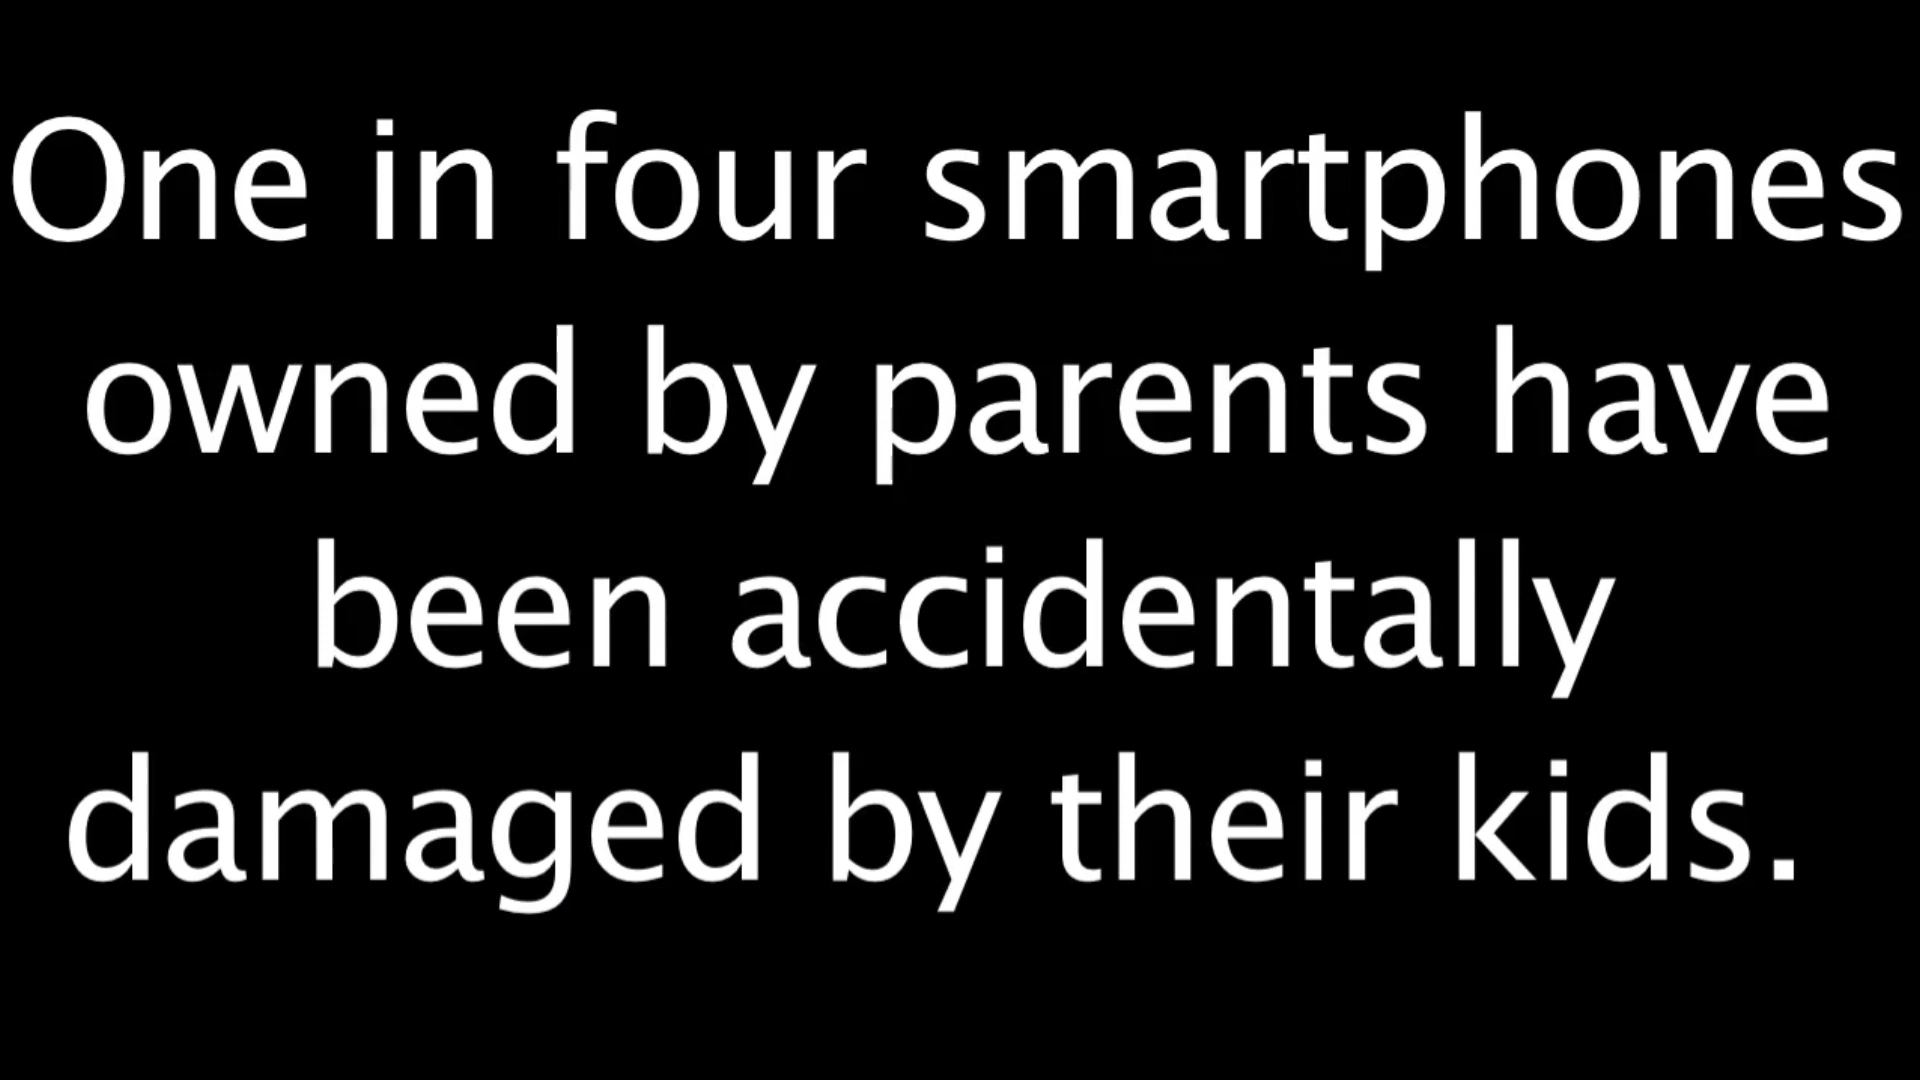 One in four smartphones
owned by parents have
been accidentally
damaged by their kids.